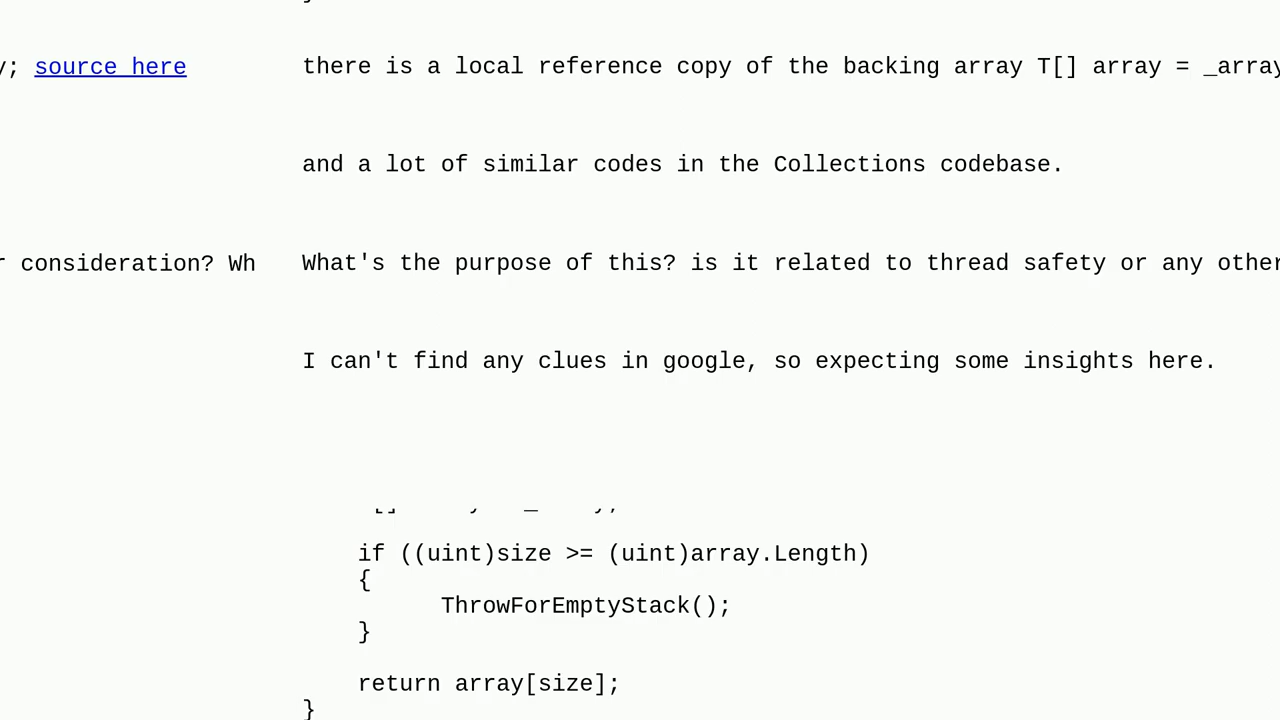 y; source here
there is a local reference copy of the backing array T[] array = _array
and a lot of similar codes in the Collections codebase.
r consideration? Wh
What's the purpose of this? is it related to thread safety or any other
I can't find any clues in google, so expecting some insights here.
if ((uint)size >= (uint)array.Length)
{
ThrowForEmptyStack();
}
return array[size];
}